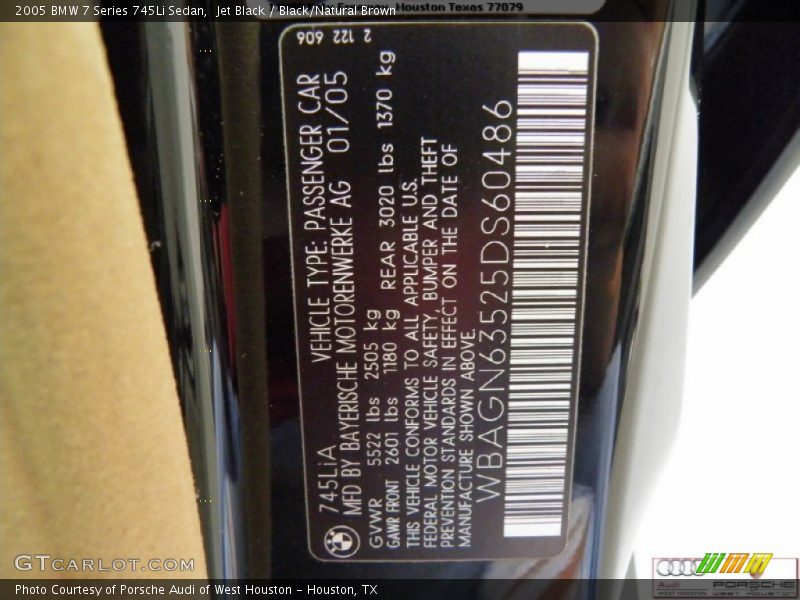 2005 BMW 7 Series 745Li Sedan, Jet Black / Black/Natural Brown
Houston Texas 77079
2 122 606
745LiA VEHICLE TYPE: PASSENGER CAR
MFD BY BAYERISCHE MOTORENWERKE AG 01/05
GVWR 5522 lbs 2505 kg
GAWR FRONT 2601 lbs 1180 kg REAR 3020 lbs 1370 kg
THIS VEHICLE CONFORMS TO ALL APPLICABLE U.S.
FEDERAL MOTOR VEHICLE SAFETY, BUMPER AND THEFT
PREVENTION STANDARDS IN EFFECT ON THE DATE OF
MANUFACTURE SHOWN ABOVE.
WBAGN63525DS60486
GTCARLOT.COM
Audi PORSCHE
WEST HOUSTON WEST HOUSTON
Photo Courtesy of Porsche Audi of West Houston – Houston, TX